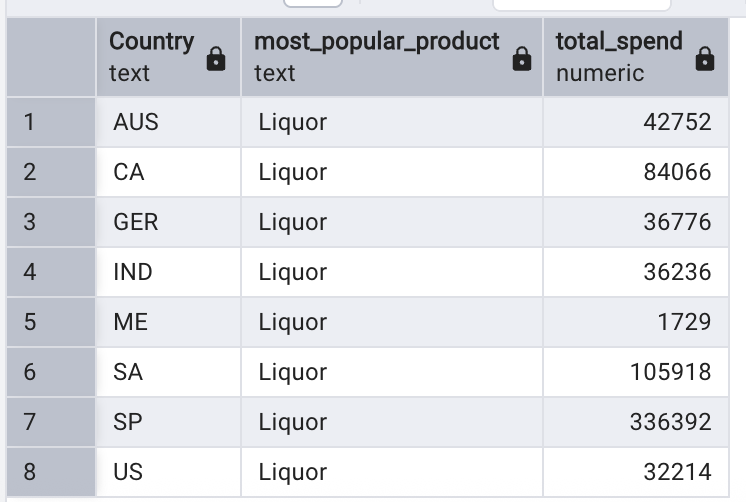 Country most_popular_product total_spend
text text numeric
1 AUS Liquor 42752
2 CA Liquor 84066
3 GER Liquor 36776
4 IND Liquor 36236
5 ME Liquor 1729
6 SA Liquor 105918
7 SP Liquor 336392
8 US Liquor 32214